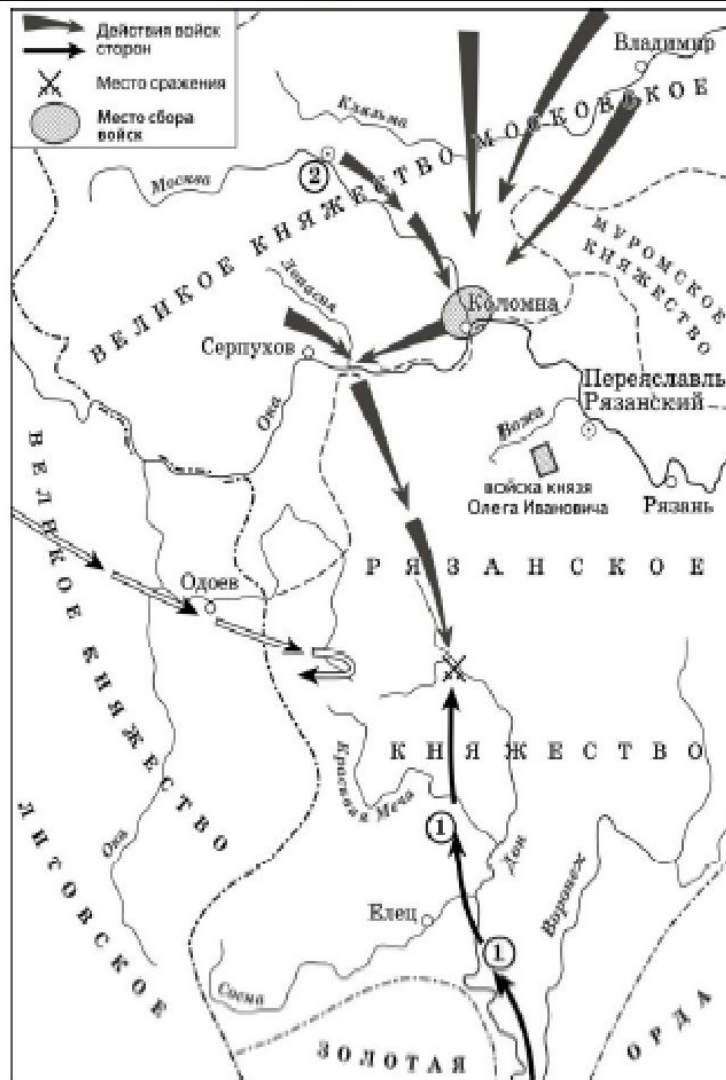 Действия войск
сторон
Место сражения
Место сбора
войск
Владимир
Клязьма
ВЕЛИКОЕ КНЯЖЕСТВО МОСКОВСКОЕ
Москва
2
МУРОМСКОЕ
КНЯЖЕСТВО
Лопасня
Коломна
Серпухов
Ока
Переяславль
Рязанский
Вожа
войска князя
Олега Ивановича
Рязань
РЯЗАНСКОЕ
КНЯЖЕСТВО
Одоев
ВЕЛИКОЕ КНЯЖЕСТВО
ЛИТОВСКОЕ
Красивая Меча
1
Дон
Ока
Елец
Воронеж
1
Сосна
ЗОЛОТАЯ
ОРДА